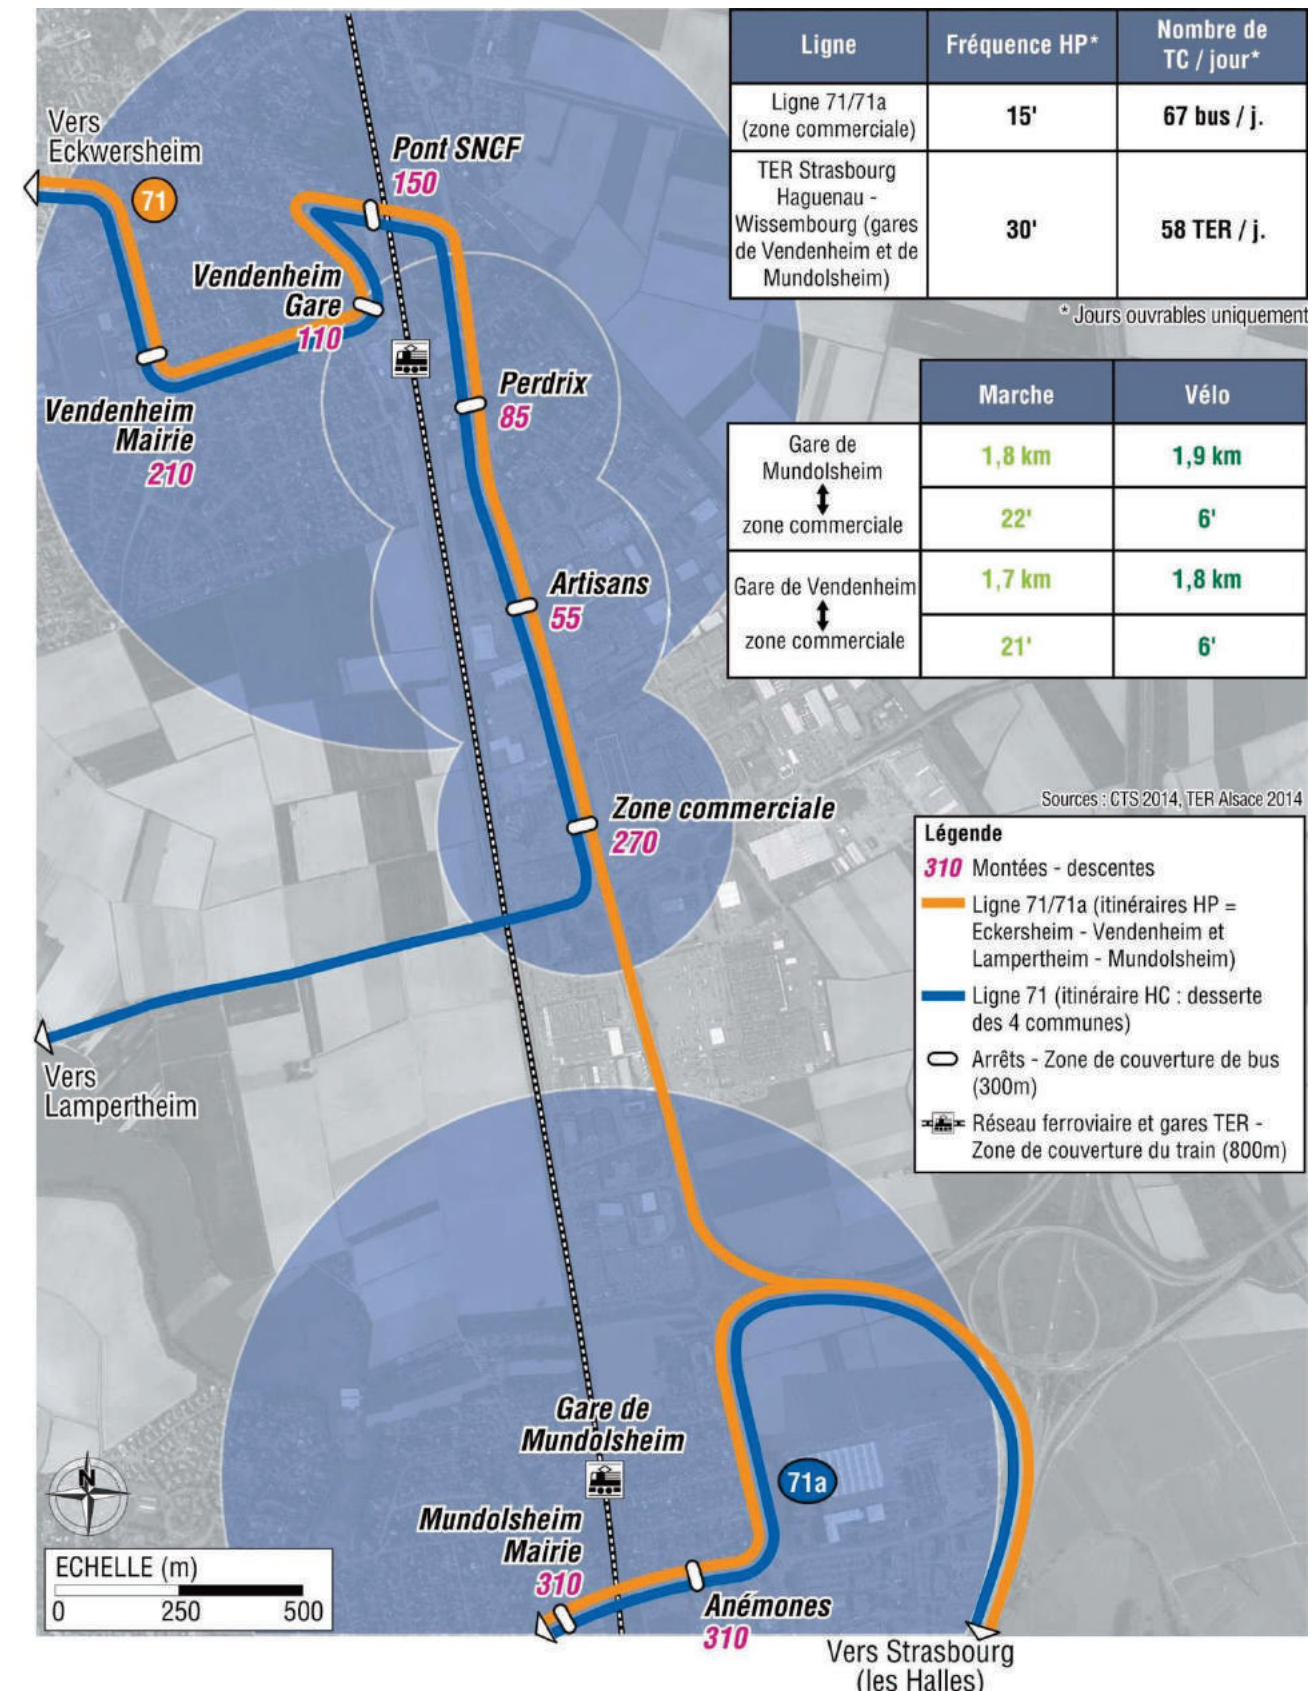 Ligne
Fréquence HP*
Nombre de
TC / jour*
Ligne 71/71a
(zone commerciale)
15'
67 bus / j.
TER Strasbourg
Haguenau -
Wissembourg (gares
de Vendenheim et de
Mundolsheim)
30'
58 TER / j.
* Jours ouvrables uniquement
Marche
Vélo
Gare de
Mundolsheim
zone commerciale
1,8 km
1,9 km
22'
6'
Gare de Vendenheim
zone commerciale
1,7 km
1,8 km
21'
6'
Vers
Eckwersheim
71
Pont SNCF
150
Vendenheim
Gare
110
Vendenheim
Mairie
210
Perdrix
85
Artisans
55
Zone commerciale
270
Vers
Lampertheim
Sources : CTS 2014, TER Alsace 2014
Légende
310 Montées - descentes
Ligne 71/71a (itinéraires HP =
Eckersheim - Vendenheim et
Lampertheim - Mundolsheim)
Ligne 71 (itinéraire HC : desserte
des 4 communes)
Arrêts - Zone de couverture de bus
(300m)
Réseau ferroviaire et gares TER -
Zone de couverture du train (800m)
Gare de
Mundolsheim
71a
Mundolsheim
Mairie
310
Anémones
310
N
ECHELLE (m)
0 250 500
Vers Strasbourg
(les Halles)